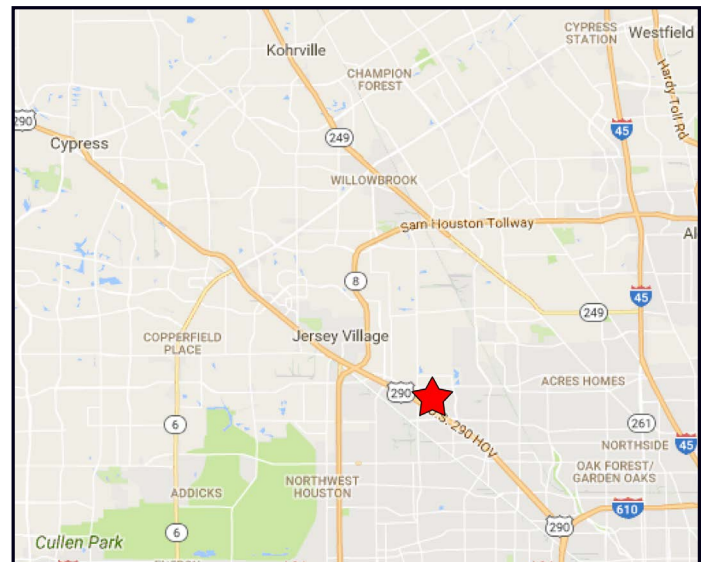 CYPRESS
STATION
Westfield
Kohrville
CHAMPION
FOREST
Hardy Toll Rd
290
249
45
Cypress
WILLOWBROOK
Sam Houston Tollway
Al
8
45
249
Jersey Village
COPPERFIELD
PLACE
290
ACRES HOMES
U.S. 290 HOV
6
261
NORTHSIDE
45
OAK FOREST/
GARDEN OAKS
NORTHWEST
HOUSTON
ADDICKS
610
290
6
Cullen Park